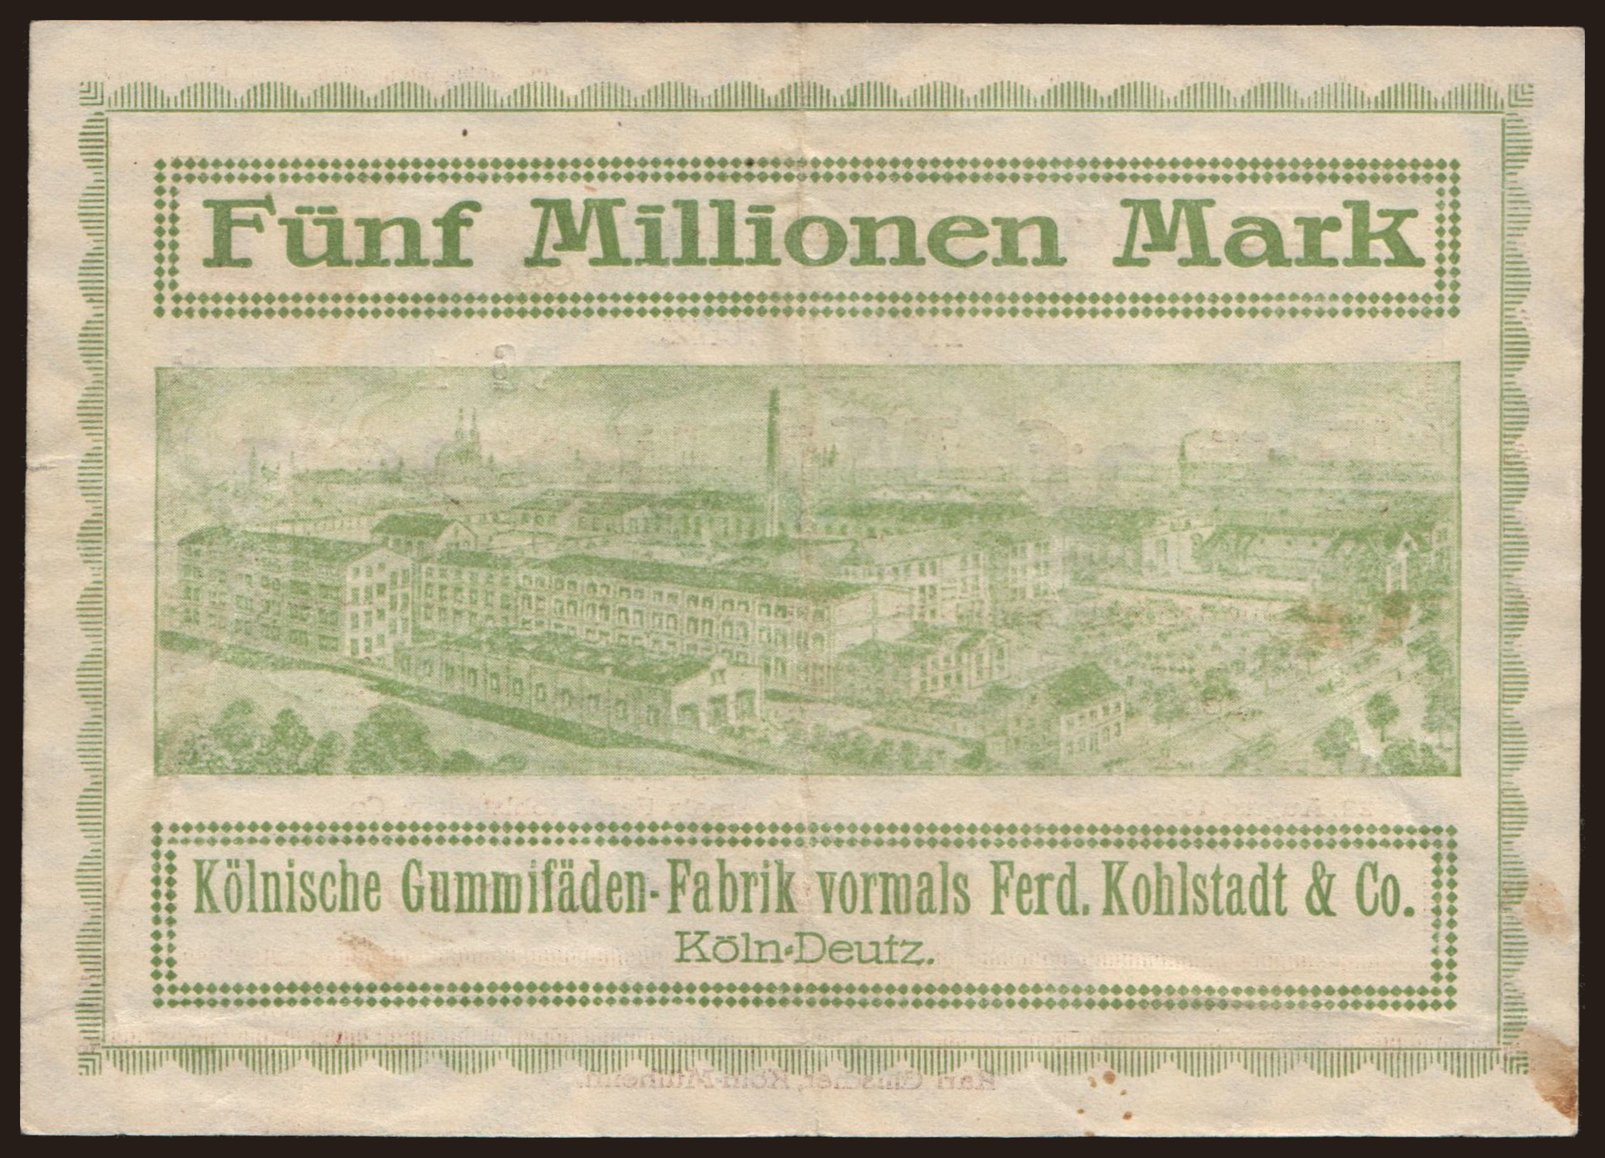 Fünf Millionen Mark
Kölnische Gummifäden-Fabrik vormals Ferd. Kohlstadt & Co.
Köln-Deutz.